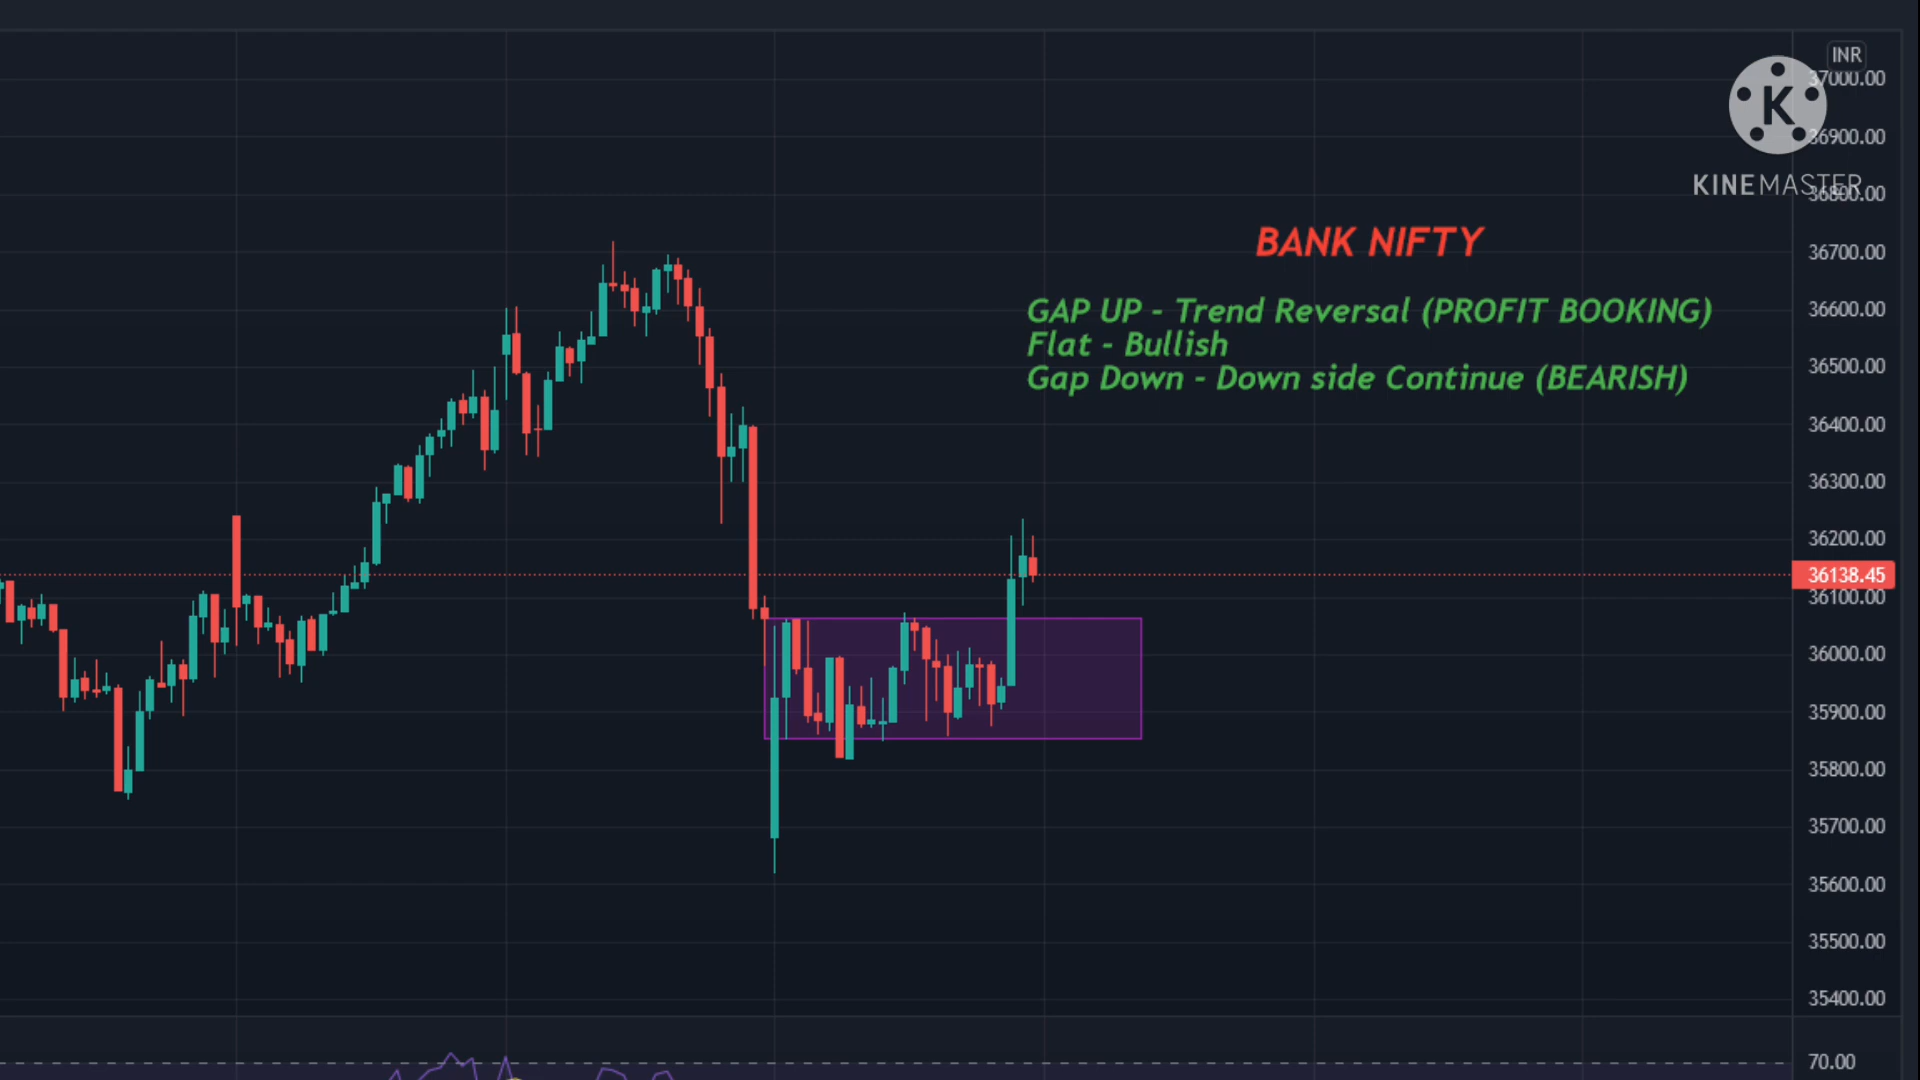 INR
37000.00
K
36900.00
KINEMASTER
36800.00
BANK NIFTY
36700.00
GAP UP - Trend Reversal (PROFIT BOOKING)
36600.00
Flat - Bullish
Gap Down - Down side Continue (BEARISH)
36500.00
36400.00
36300.00
36200.00
36138.45
36100.00
36000.00
35900.00
35800.00
35700.00
35600.00
35500.00
35400.00
70.00